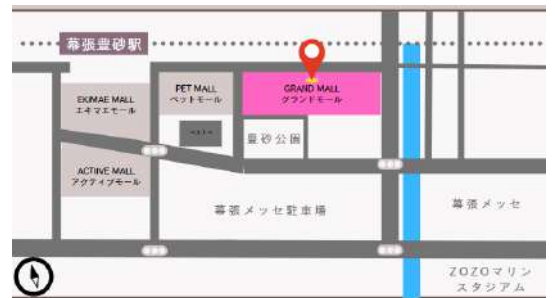 幕張豊砂駅
EKIMAE MALL
エキマエモール
PET MALL
ペットモール
GRAND MALL
グランドモール
豊砂公園
ACTIIVE MALL
アクティブモール
幕張メッセ駐車場
幕張メッセ
ZOZOマリン
スタジアム